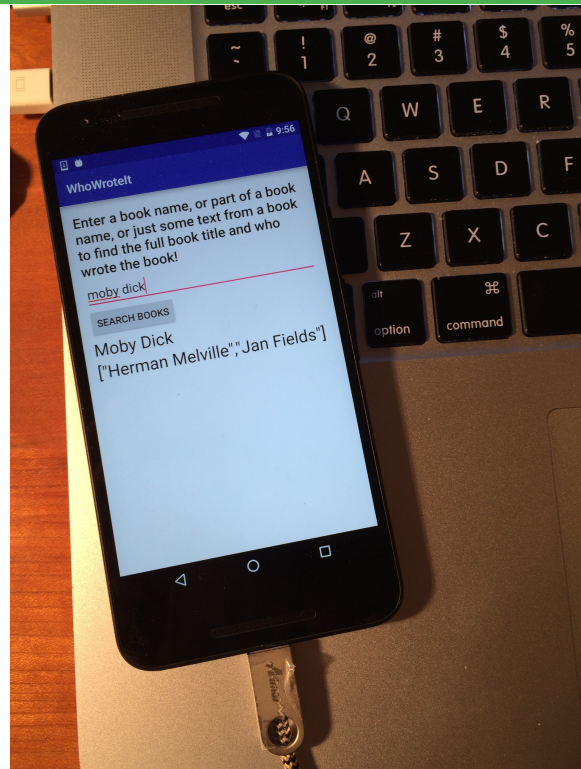 esc
~ ! @ # $ %
` 1 2 3 4 5
Q W E R
A S D F
Z X C
alt ⌘
option command
9:56
WhoWroteIt
Enter a book name, or part of a book
name, or just some text from a book
to find the full book title and who
wrote the book!
moby dick
SEARCH BOOKS
Moby Dick
["Herman Melville","Jan Fields"]